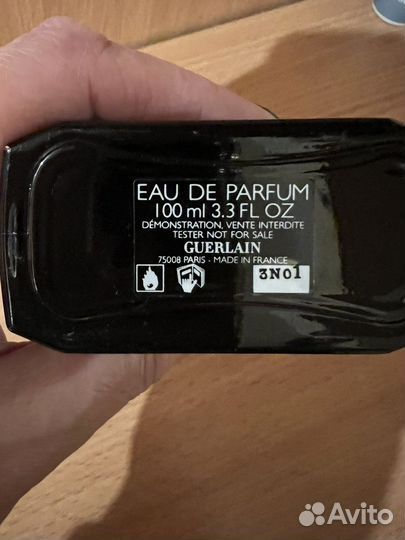 EAU DE PARFUM
100 ml 3.3 FL OZ
DÉMONSTRATION, VENTE INTERDITE
TESTER NOT FOR SALE
GUERLAIN
75008 PARIS - MADE IN FRANCE
3N01
Avito